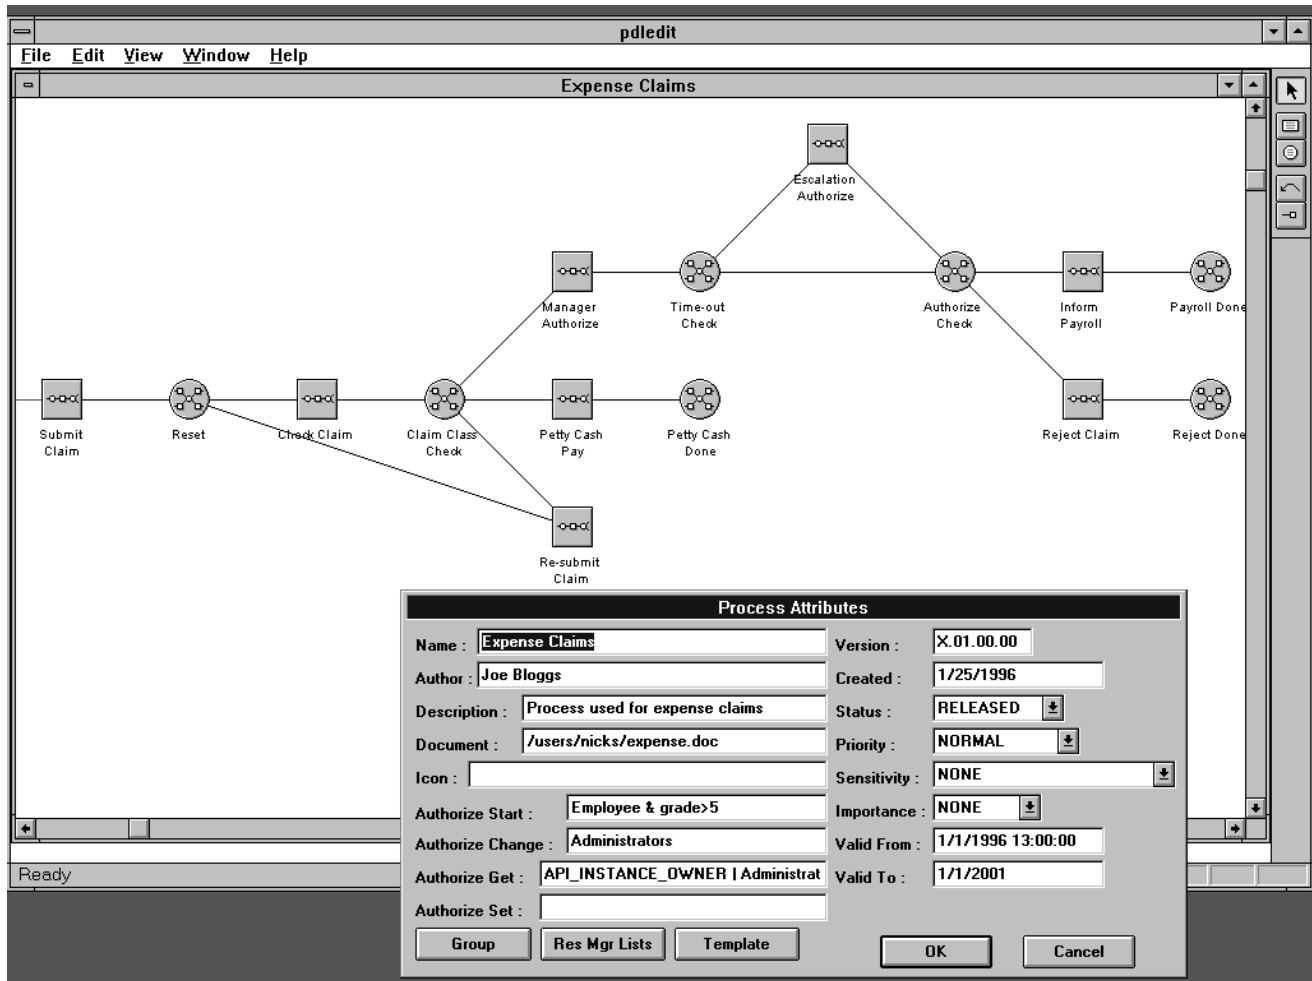 pdledit
File Edit View Window Help
Expense Claims
Escalation
Authorize
Manager
Authorize
Time-out
Check
Authorize
Check
Inform
Payroll
Payroll Done
Submit
Claim
Reset
Check Claim
Claim Class
Check
Petty Cash
Pay
Petty Cash
Done
Reject Claim
Reject Done
Re-submit
Claim
Ready
Process Attributes
Name : Expense Claims Version : X.01.00.00
Author : Joe Bloggs Created : 1/25/1996
Description : Process used for expense claims Status : RELEASED
Document : /users/nicks/expense.doc Priority : NORMAL
Icon : Sensitivity : NONE
Authorize Start : Employee & grade>5 Importance : NONE
Authorize Change : Administrators Valid From : 1/1/1996 13:00:00
Authorize Get : API_INSTANCE_OWNER | Administrat Valid To : 1/1/2001
Authorize Set :
Group Res Mgr Lists Template OK Cancel